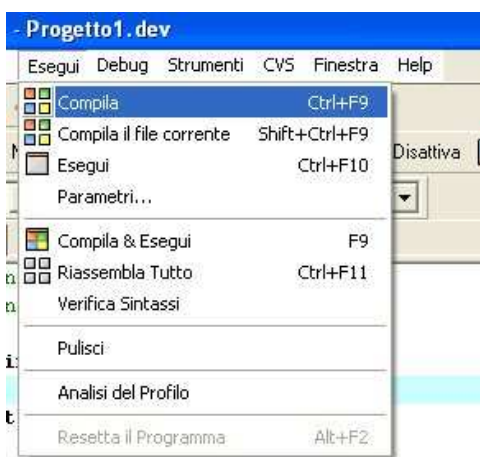 - Progetto1.dev
Esegui Debug Strumenti CVS Finestra Help
Compila Ctrl+F9
Compila il file corrente Shift+Ctrl+F9
Disattiva
Esegui Ctrl+F10
Parametri...
Compila & Esegui F9
Riassembla Tutto Ctrl+F11
Verifica Sintassi
Pulisci
Analisi del Profilo
Resetta il Programma Alt+F2